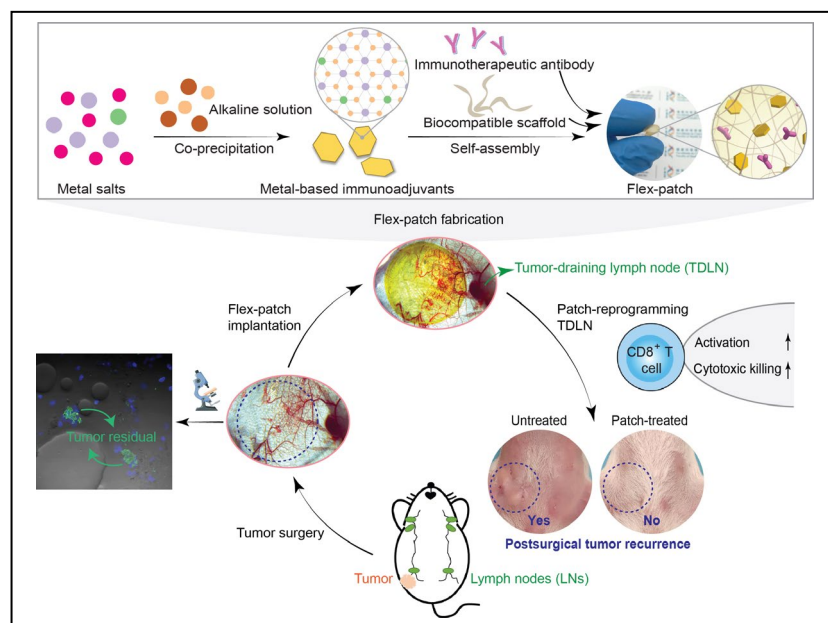 Immunotherapeutic antibody
Alkaline solution
Biocompatible scaffold
Co-precipitation
Self-assembly
Metal salts
Metal-based immunoadjuvants
Flex-patch
Flex-patch fabrication
Tumor-draining lymph node (TDLN)
Flex-patch
implantation
Patch-reprogramming
TDLN
CD8+ T
cell
Activation
Cytotoxic killing
Tumor residual
Untreated
Patch-treated
Yes
No
Postsurgical tumor recurrence
Tumor surgery
Tumor
Lymph nodes (LNs)